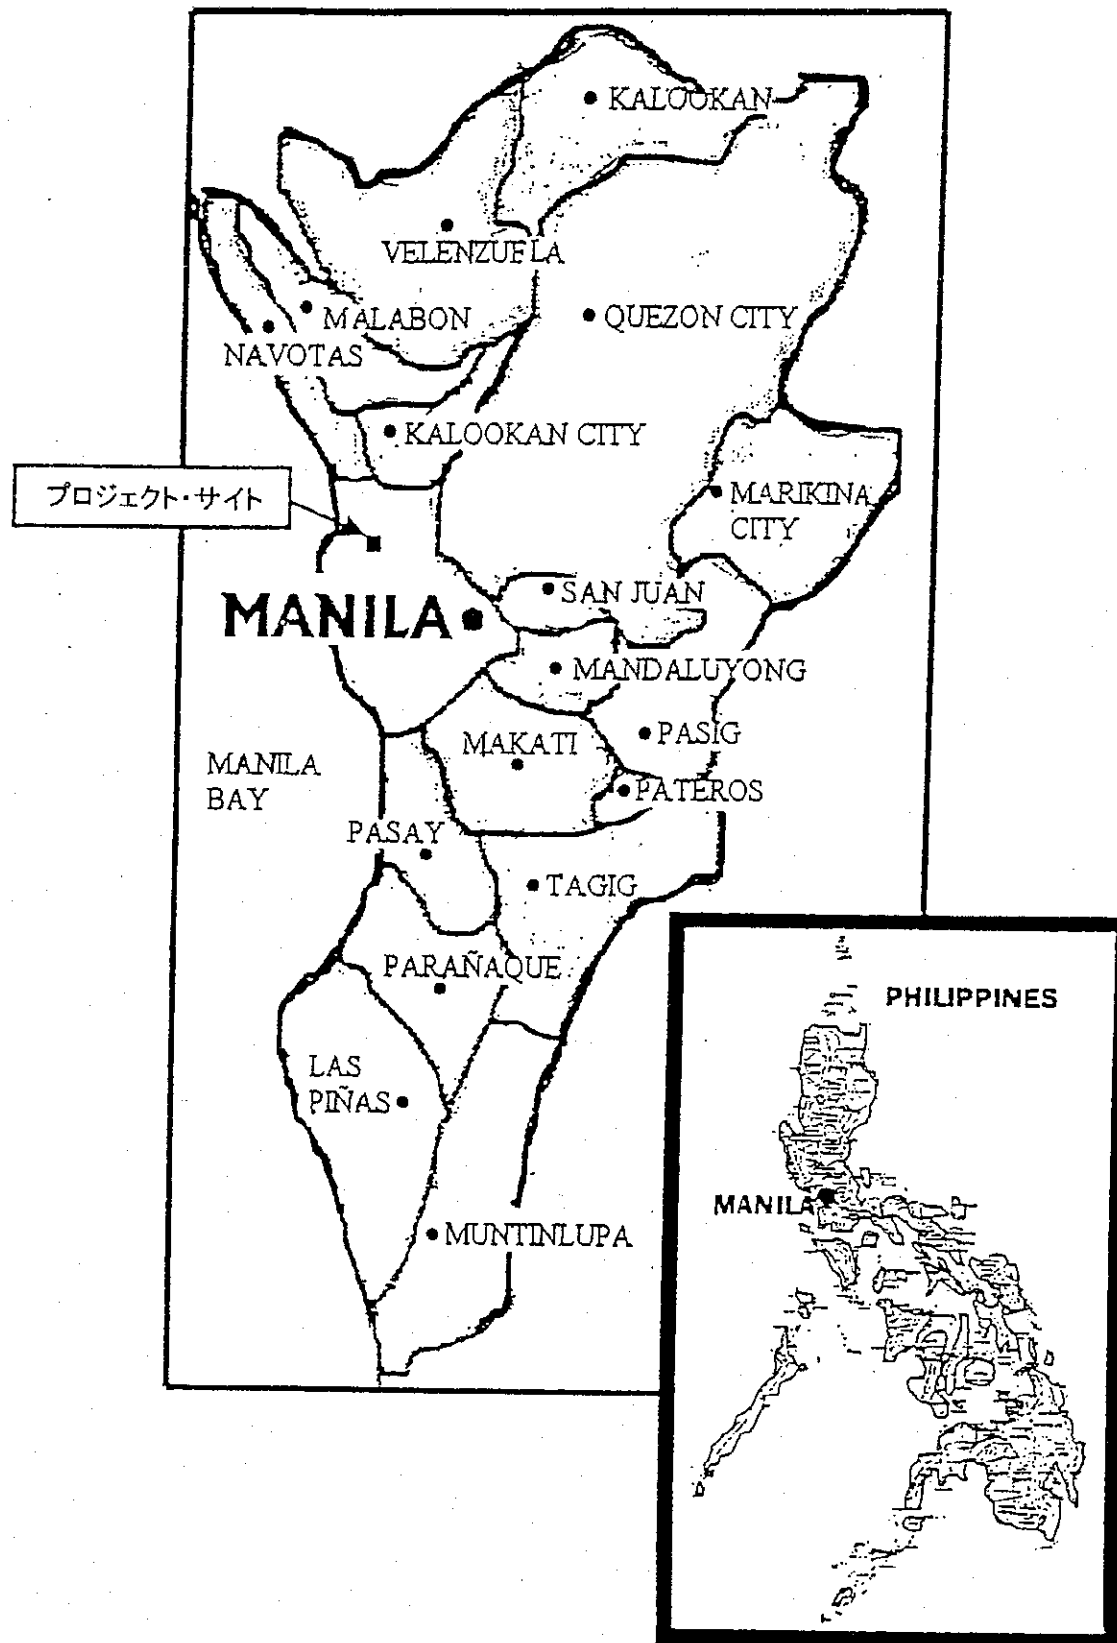 KALOOKAN
VELENZUELA
MALABON
QUEZON CITY
NAVOTAS
KALOOKAN CITY
プロジェクト・サイト
MARIKINA
CITY
SAN JUAN
MANILA
MANDALUYONG
PASIG
MAKATI
MANILA
BAY
PATEROS
PASAY
TAGIG
PARAÑAQUE
LAS
PIÑAS
MUNTINLUPA
PHILIPPINES
MANILA